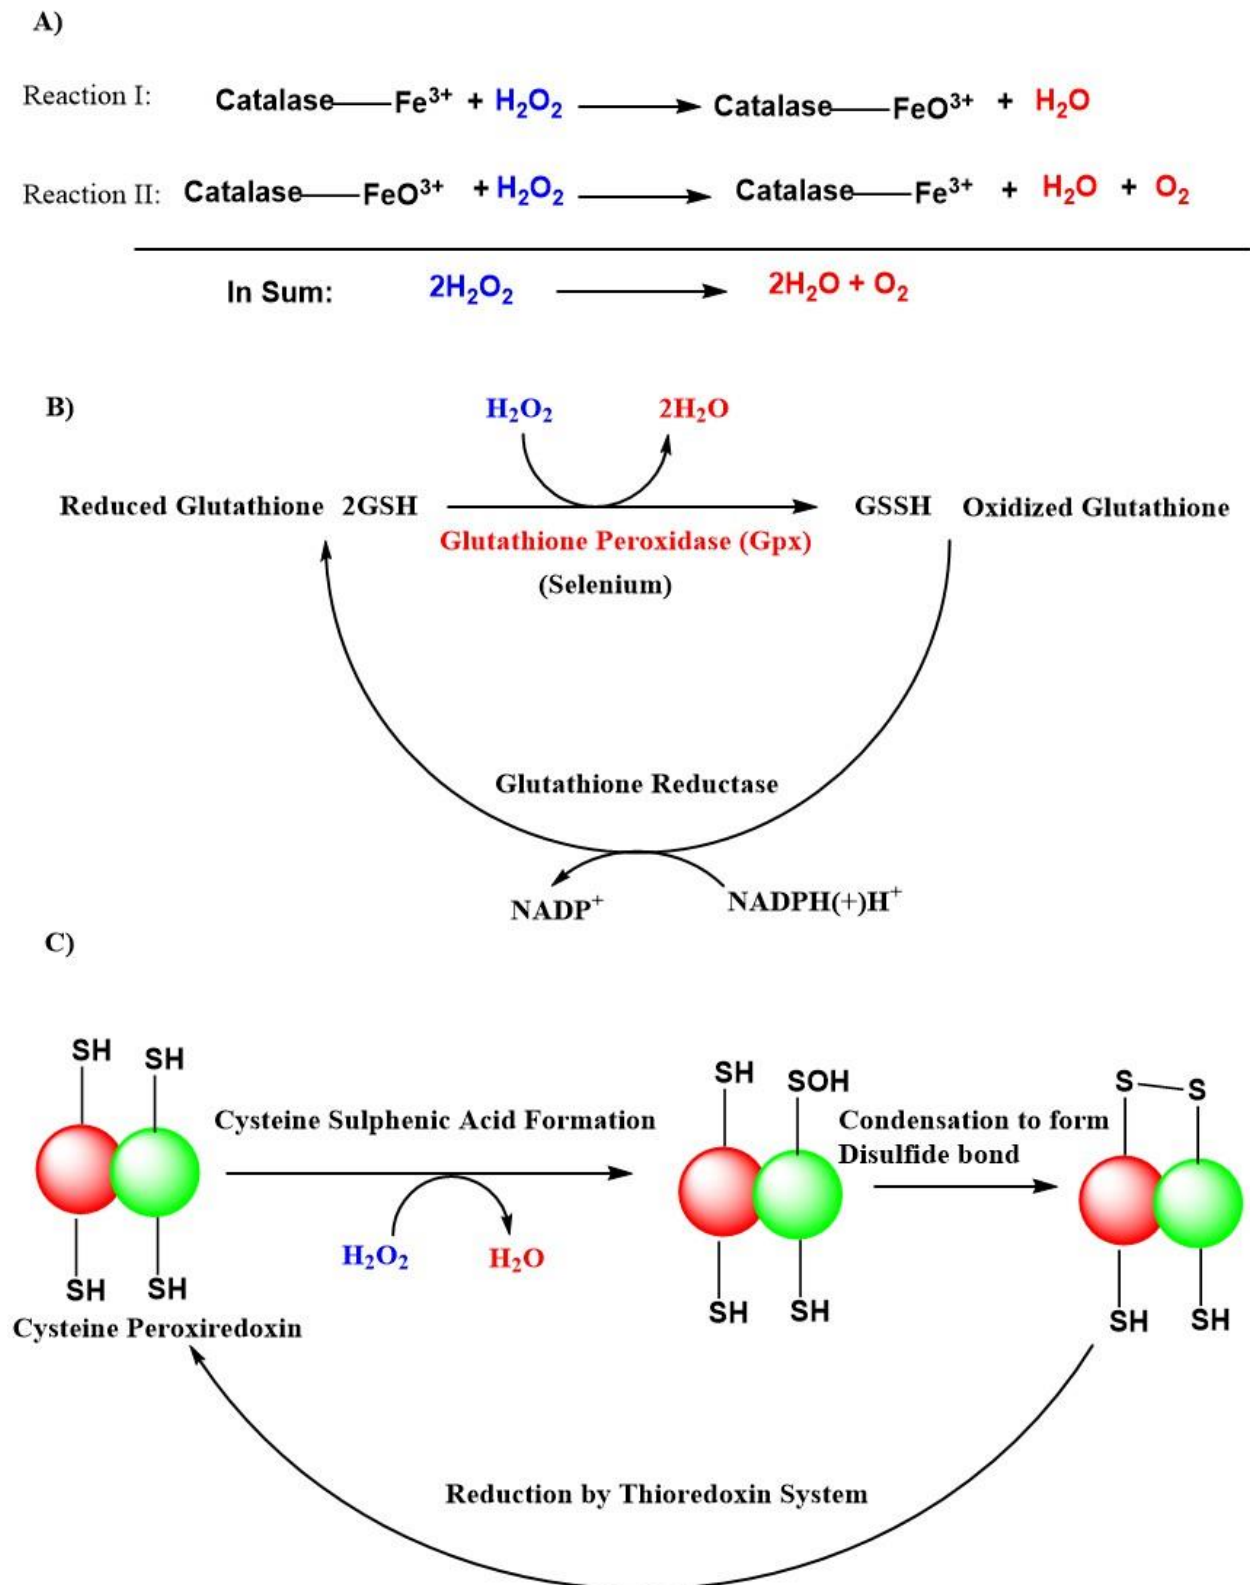 A)
Reaction I: Catalase—Fe³⁺ + H₂O₂ → Catalase—FeO³⁺ + H₂O
Reaction II: Catalase—FeO³⁺ + H₂O₂ → Catalase—Fe³⁺ + H₂O + O₂
In Sum: 2H₂O₂ → 2H₂O + O₂
B)
H₂O₂ 2H₂O
Reduced Glutathione 2GSH GSSH Oxidized Glutathione
Glutathione Peroxidase (Gpx)
(Selenium)
Glutathione Reductase
NADP⁺ NADPH(+)H⁺
C)
SH SH
SH SOH
S S
Cysteine Sulphenic Acid Formation
Condensation to form
Disulfide bond
H₂O₂ H₂O
SH SH
SH SH
SH SH
Cysteine Peroxiredoxin
Reduction by Thioredoxin System